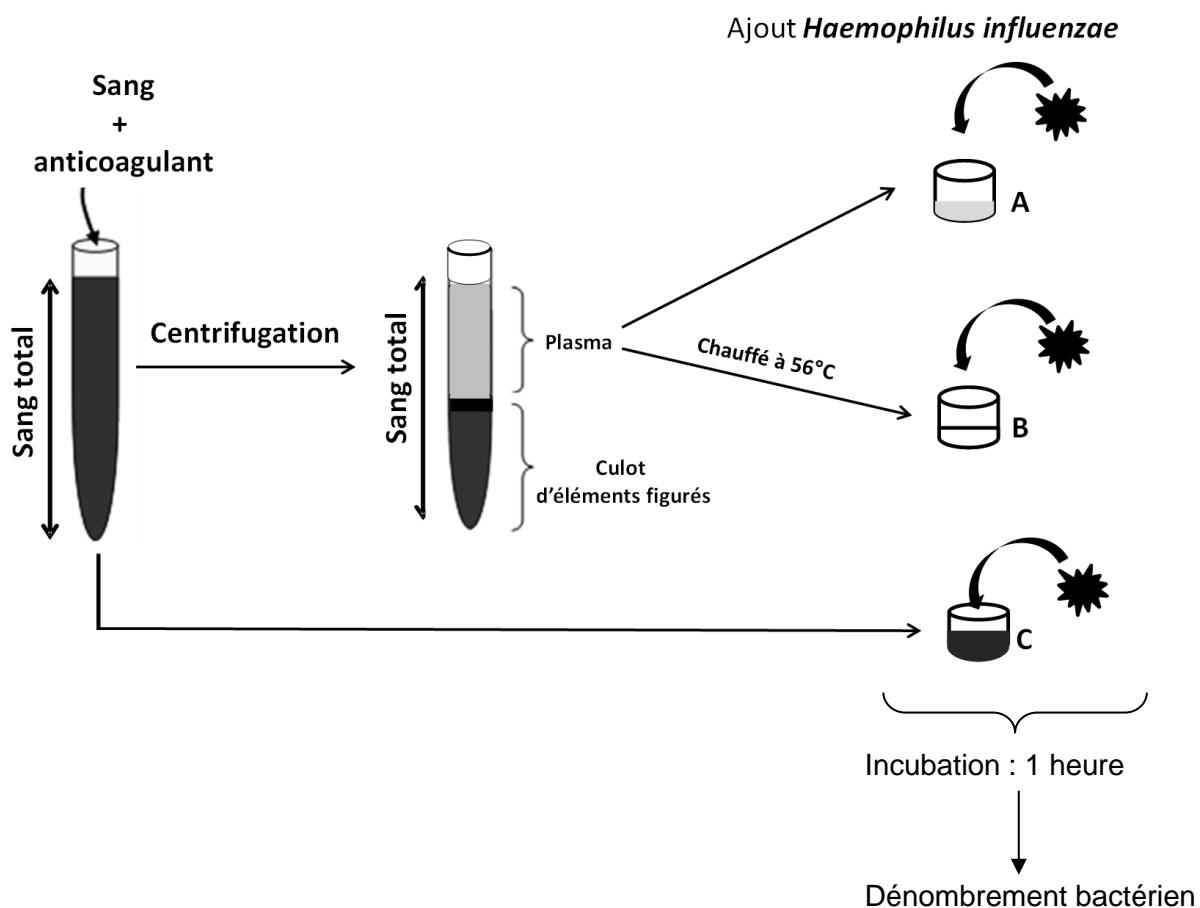 Ajout Haemophilus influenzae
Sang
+
anticoagulant
A
Sang total
Centrifugation
Sang total
Plasma
Chauffé à 56°C
B
Culot
d'éléments figurés
C
Incubation : 1 heure
Dénombrement bactérien